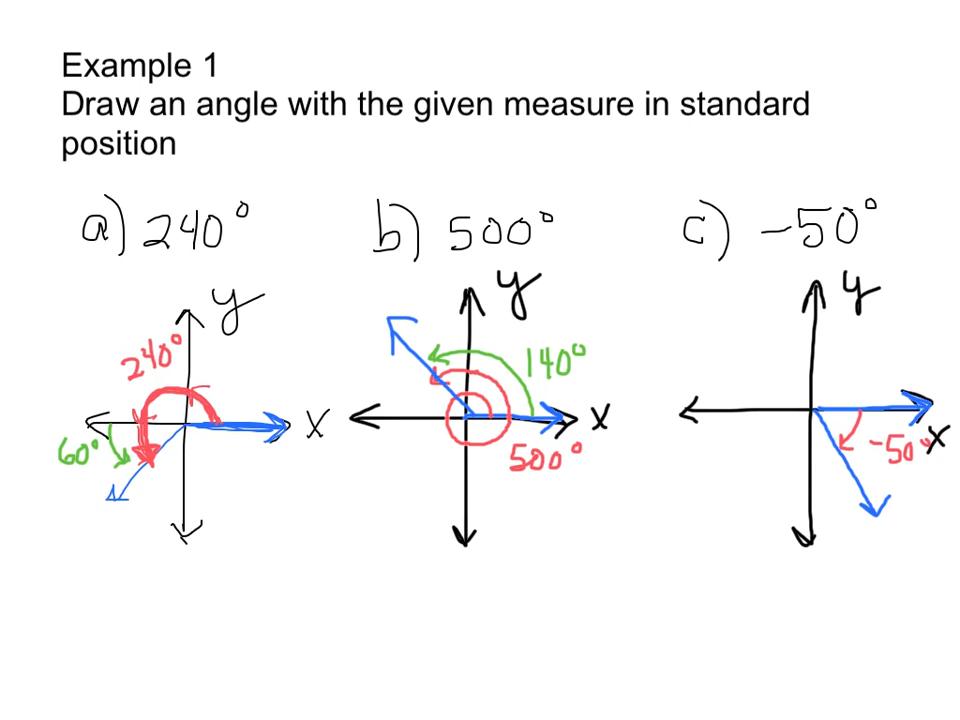 Example 1
Draw an angle with the given measure in standard
position
a) 240°
b) 500°
c) -50°
y
240°
x
60°
y
140°
x
500°
y
-50°
x